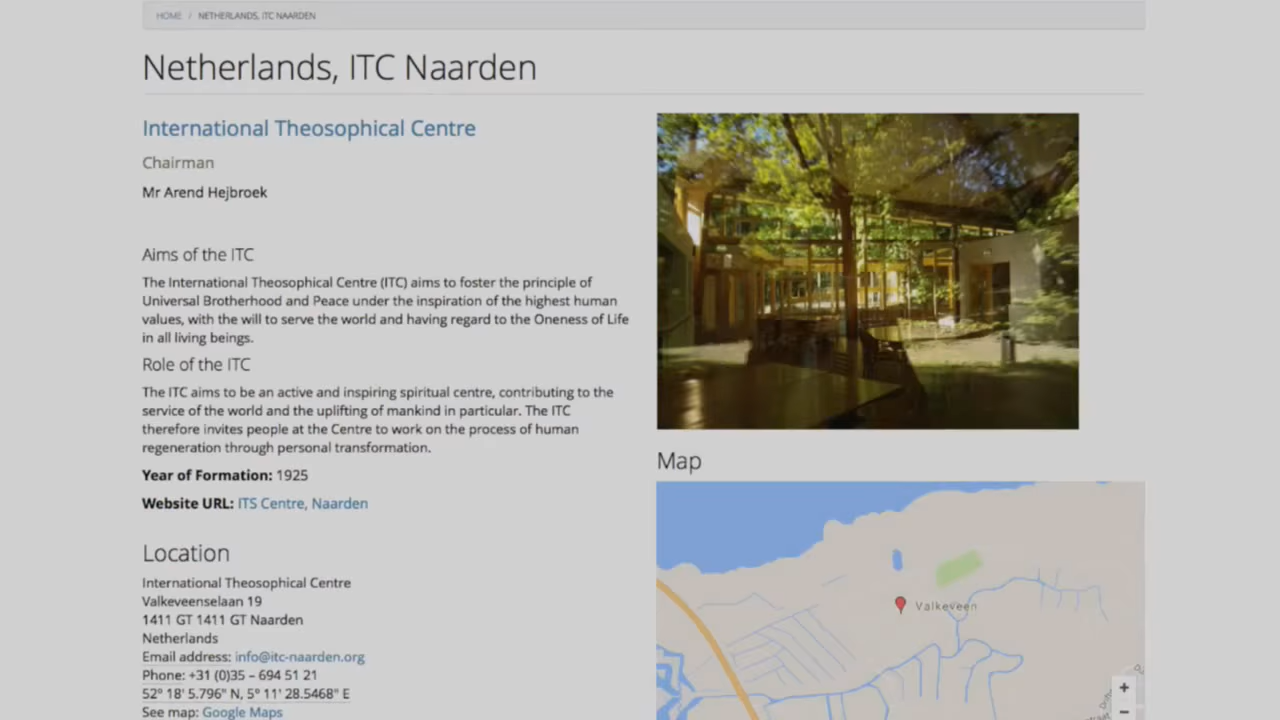 HOME / NETHERLANDS, ITC NAARDEN
Netherlands, ITC Naarden
International Theosophical Centre
Chairman
Mr Arend Hejbroek
Aims of the ITC
The International Theosophical Centre (ITC) aims to foster the principle of
Universal Brotherhood and Peace under the inspiration of the highest human
values, with the will to serve the world and having regard to the Oneness of Life
in all living beings.
Role of the ITC
The ITC aims to be an active and inspiring spiritual centre, contributing to the
service of the world and the uplifting of mankind in particular. The ITC
therefore invites people at the Centre to work on the process of human
regeneration through personal transformation.
Year of Formation: 1925
Website URL: ITS Centre, Naarden
Location
International Theosophical Centre
Valkeveenselaan 19
1411 GT 1411 GT Naarden
Netherlands
Email address: info@itc-naarden.org
Phone: +31 (0)35 – 694 51 21
52° 18' 5.796" N, 5° 11' 28.5468" E
See map: Google Maps
Map
Valkeveen
+
−